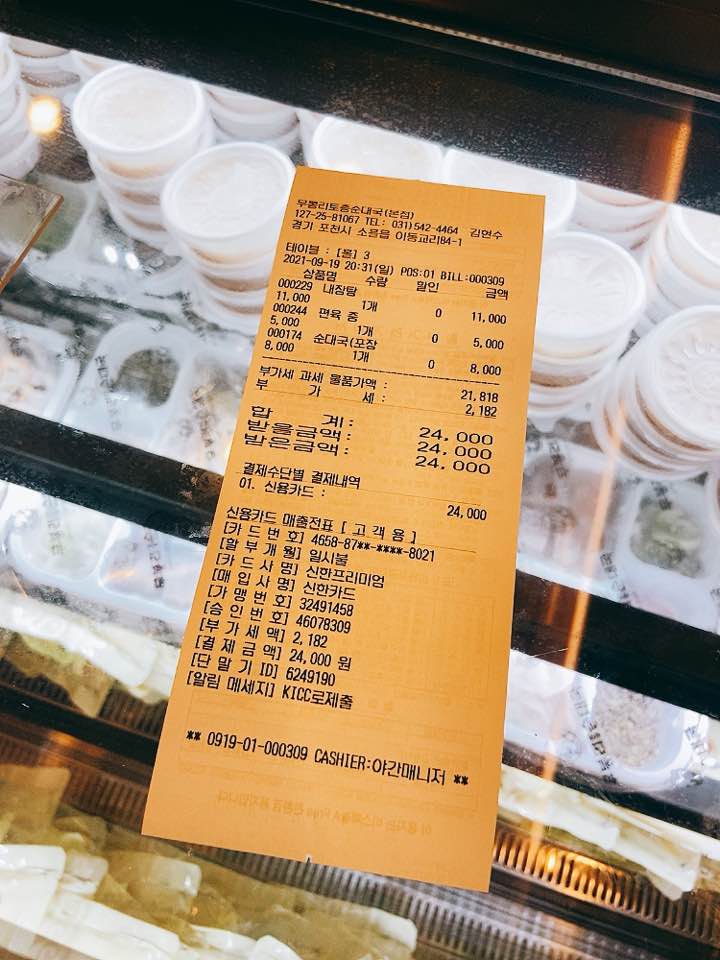 무봉리토종순대국(본점)
127-25-81067 TEL: 031)542-4464 김현수
경기 포천시 소흘읍 이동교리84-1
테이블 : [홀] 3
2021-09-19 20:31(일) POS:01 BILL:000309
상품명 수량 할인 금액
000229 내장탕
11,000 1개 0 11,000
000244 편육 중
5,000 1개 0 5,000
000174 순대국(포장
8,000 1개 0 8,000
부가세 과세 물품가액 : 21,818
부 가 세 : 2,182
합 계: 24,000
받을금액: 24,000
받은금액: 24,000
결제수단별 결제내역
01. 신용카드 : 24,000
신용카드 매출전표 [ 고 객 용 ]
[카 드 번 호] 4658-87**-****-8021
[할 부 개 월] 일시불
[카 드 사 명] 신한프리미엄
[매 입 사 명] 신한카드
[가 맹 번 호] 32491458
[승 인 번 호] 46078309
[부 가 세 액] 2,182
[결 제 금 액] 24,000 원
[단 말 기 ID] 6249190
[알림 메세지] KICC로제출
** 0919-01-000309 CASHIER:야간매니저 **